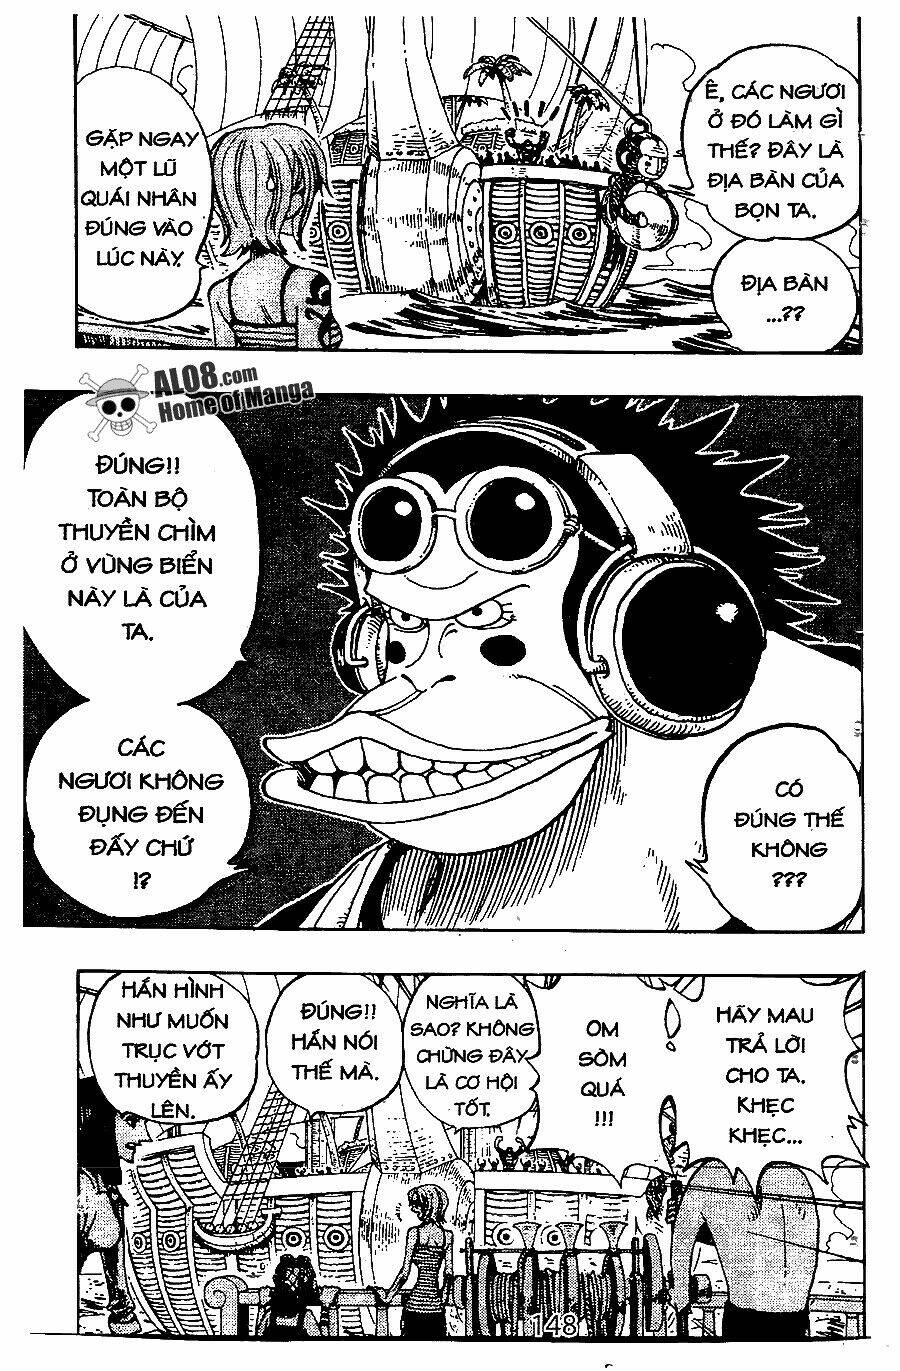 Ê, CÁC NGƯƠI
Ở ĐÓ LÀM GÌ
THẾ? ĐÂY LÀ
ĐỊA BÀN CỦA
BỌN TA.
GẶP NGAY
MỘT LŨ
QUÁI NHÂN
ĐÚNG VÀO
LÚC NÀY.
ĐỊA BÀN
...??
AL08.com
Home of Manga
ĐÚNG!!
TOÀN BỘ
THUYỀN CHÌM
Ở VÙNG BIỂN
NÀY LÀ CỦA
TA.
CÁC
NGƯƠI KHÔNG
ĐỤNG ĐẾN
ĐẤY CHỨ
!?
CÓ
ĐÚNG THẾ
KHÔNG
???
HẮN HÌNH
NHƯ MUỐN
TRỤC VỚT
THUYỀN ẤY
LÊN.
ĐÚNG!!
HẮN NÓI
THẾ MÀ.
NGHĨA LÀ
SAO? KHÔNG
CHỪNG ĐÂY
LÀ CƠ HỘI
TỐT.
OM
SÒM
QUÁ
!!!
HÃY MAU
TRẢ LỜI
CHO TA.
KHẸC
KHẸC...
148